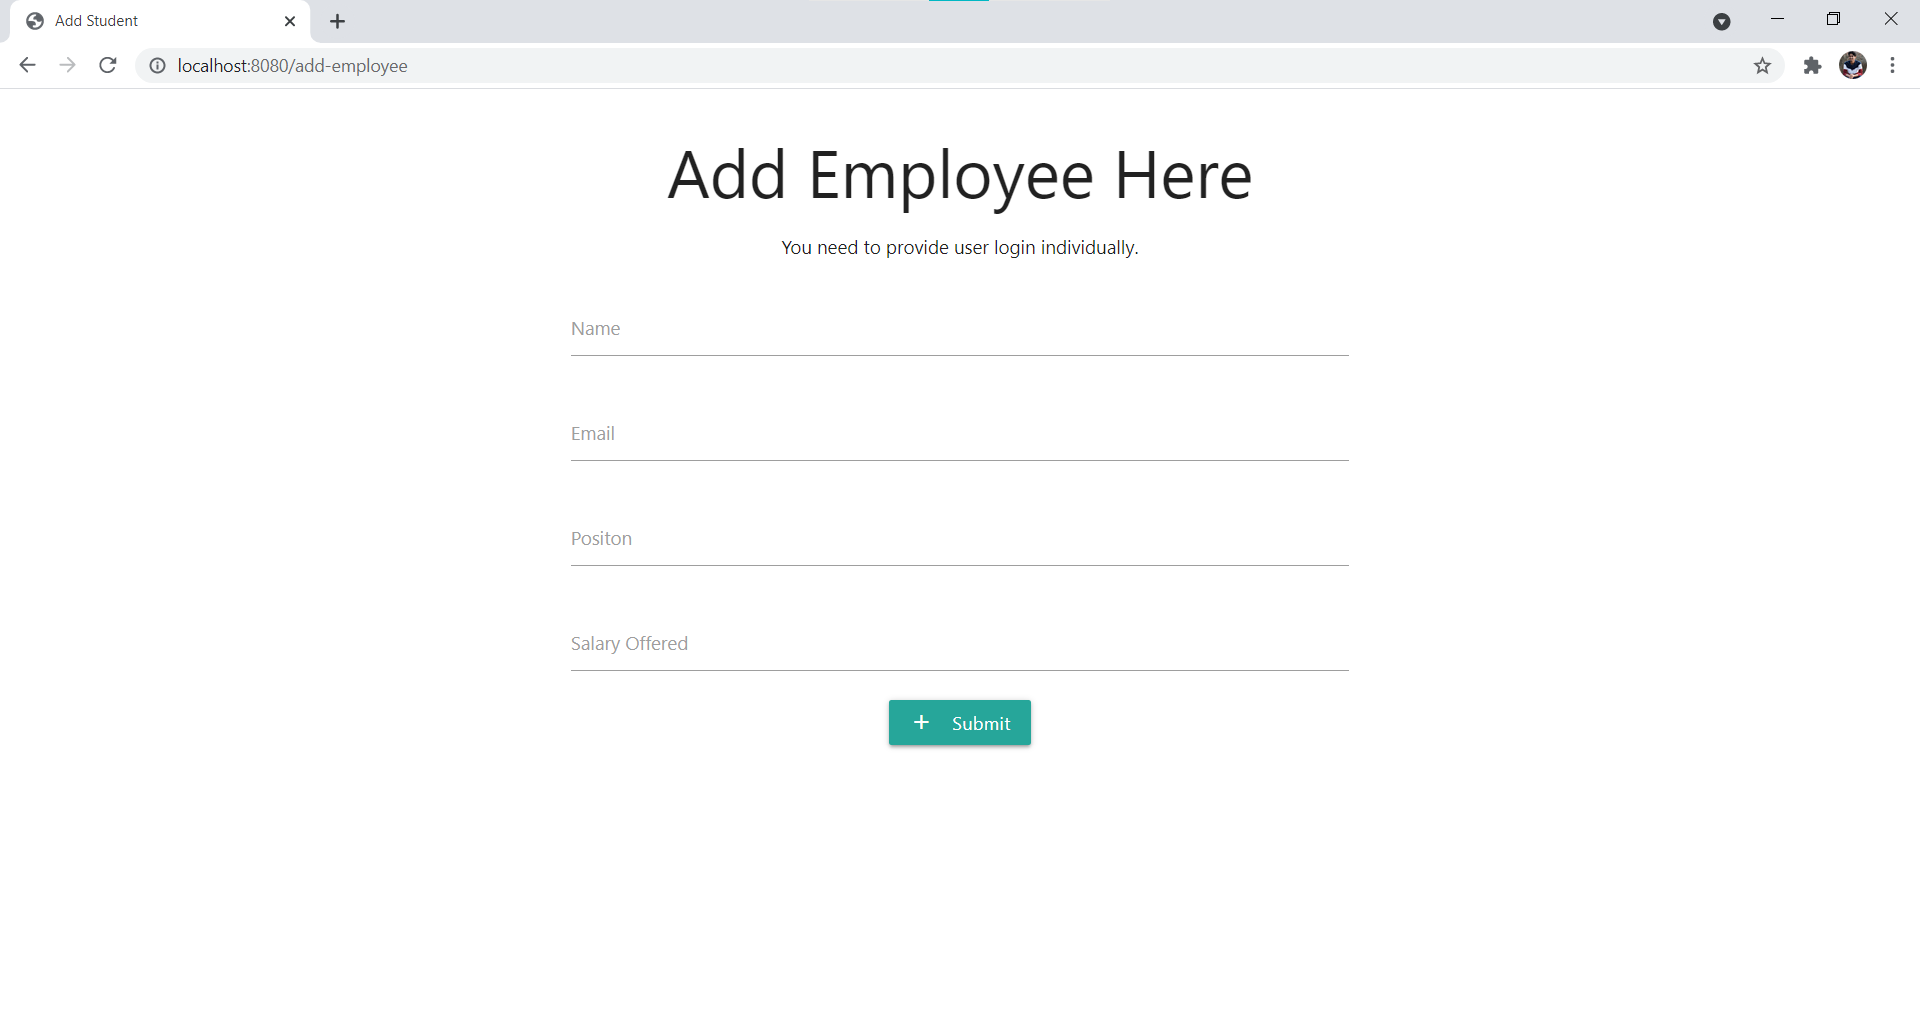 Add Student
localhost:8080/add-employee
Add Employee Here
You need to provide user login individually.
Name
Email
Positon
Salary Offered
+ Submit